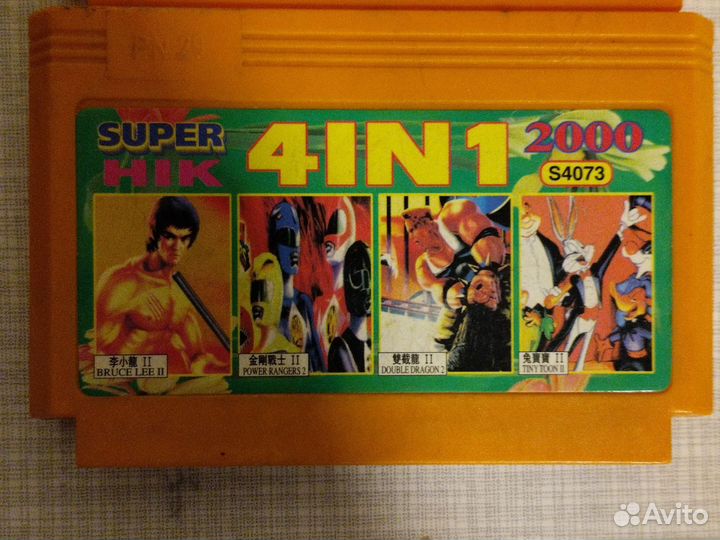 SUPER
HIK
4IN1
2000
S4073
李小龍 II
BRUCE LEE II
金剛戰士 II
POWER RANGERS 2
雙截龍 II
DOUBLE DRAGON 2
兔寶寶 II
TINY TOON II
Avito